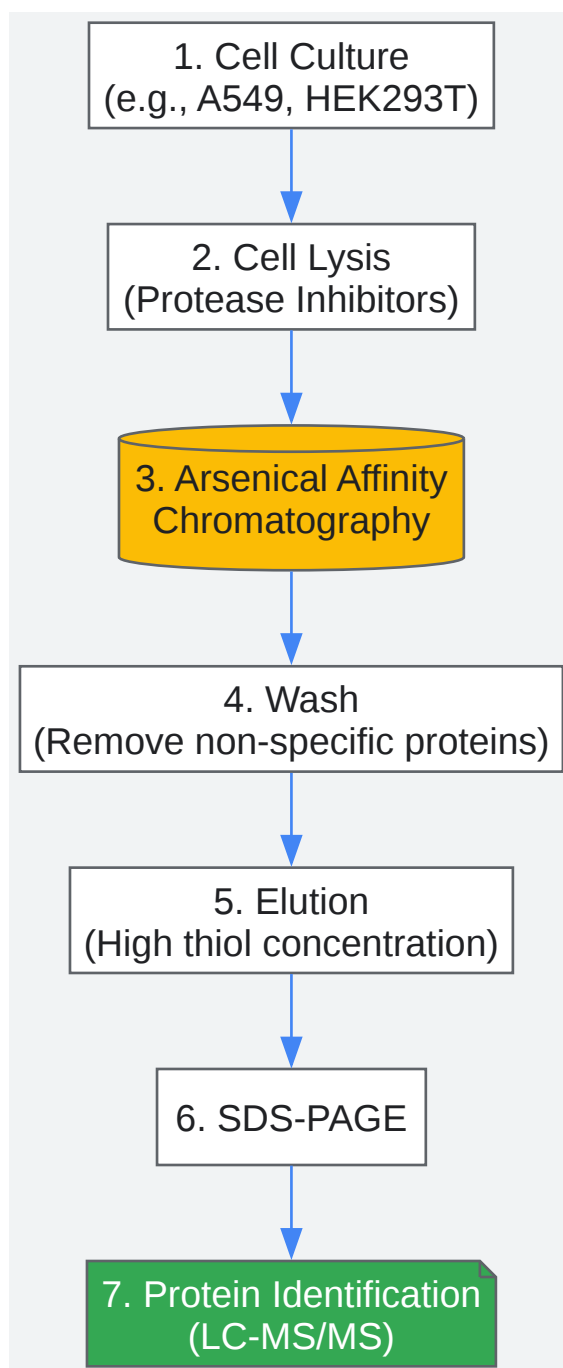 1. Cell Culture
(e.g., A549, HEK293T)
2. Cell Lysis
(Protease Inhibitors)
3. Arsenical Affinity
Chromatography
4. Wash
(Remove non-specific proteins)
5. Elution
(High thiol concentration)
6. SDS-PAGE
7. Protein Identification
(LC-MS/MS)